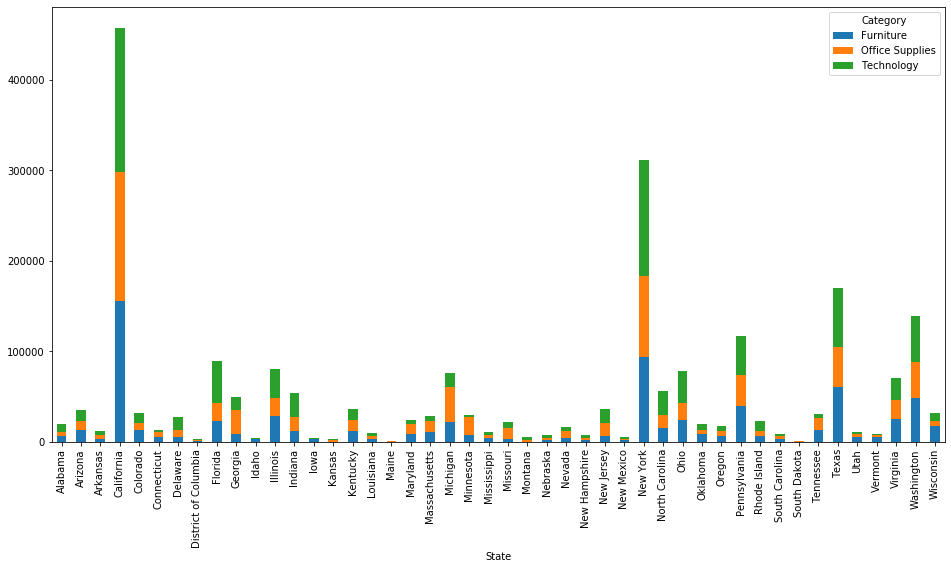 Category
Furniture
Office Supplies
Technology
400000
300000
200000
100000
0
Alabama
Arizona
Arkansas
California
Colorado
Connecticut
Delaware
District of Columbia
Florida
Georgia
Idaho
Illinois
Indiana
Iowa
Kansas
Kentucky
Louisiana
Maine
Maryland
Massachusetts
Michigan
Minnesota
Mississippi
Missouri
Montana
Nebraska
Nevada
New Hampshire
New Jersey
New Mexico
New York
North Carolina
Ohio
Oklahoma
Oregon
Pennsylvania
Rhode Island
South Carolina
South Dakota
Tennessee
Texas
Utah
Vermont
Virginia
Washington
Wisconsin
State